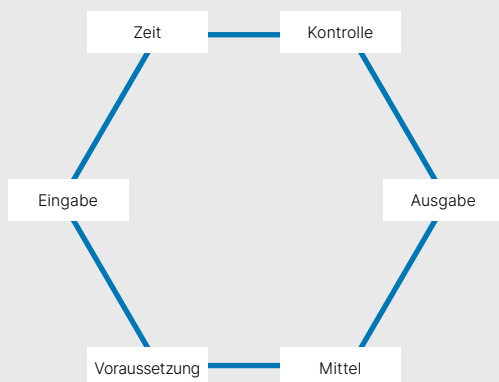 Zeit
Kontrolle
Eingabe
Ausgabe
Voraussetzung
Mittel